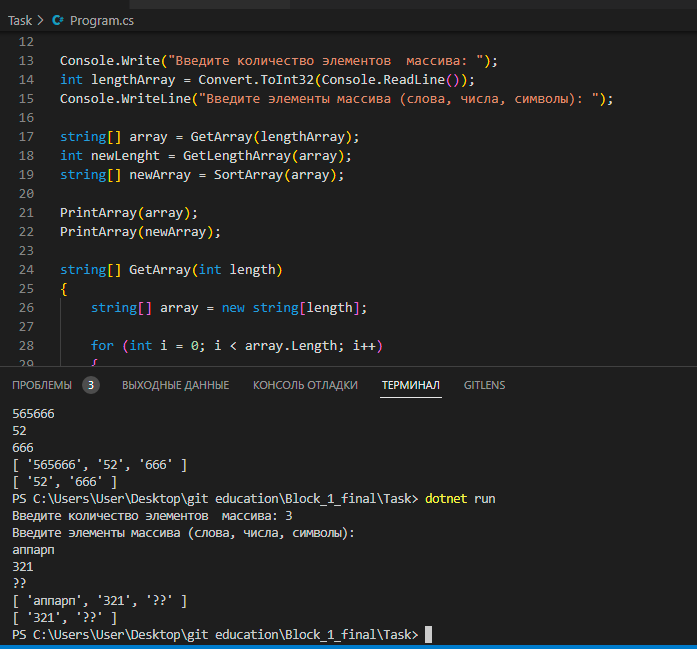 Task > C# Program.cs
12
13 Console.Write("Введите количество элементов  массива: ");
14 int lengthArray = Convert.ToInt32(Console.ReadLine());
15 Console.WriteLine("Введите элементы массива (слова, числа, символы): ");
16
17 string[] array = GetArray(lengthArray);
18 int newLenght = GetLengthArray(array);
19 string[] newArray = SortArray(array);
20
21 PrintArray(array);
22 PrintArray(newArray);
23
24 string[] GetArray(int length)
25 {
26 string[] array = new string[length];
27
28 for (int i = 0; i < array.Length; i++)
29 {
ПРОБЛЕМЫ 3 ВЫХОДНЫЕ ДАННЫЕ КОНСОЛЬ ОТЛАДКИ ТЕРМИНАЛ GITLENS
565666
52
666
[ '565666', '52', '666' ]
[ '52', '666' ]
PS C:\Users\User\Desktop\git education\Block_1_final\Task> dotnet run
Введите количество элементов  массива: 3
Введите элементы массива (слова, числа, символы):
аппарп
321
??
[ 'аппарп', '321', '??' ]
[ '321', '??' ]
PS C:\Users\User\Desktop\git education\Block_1_final\Task>